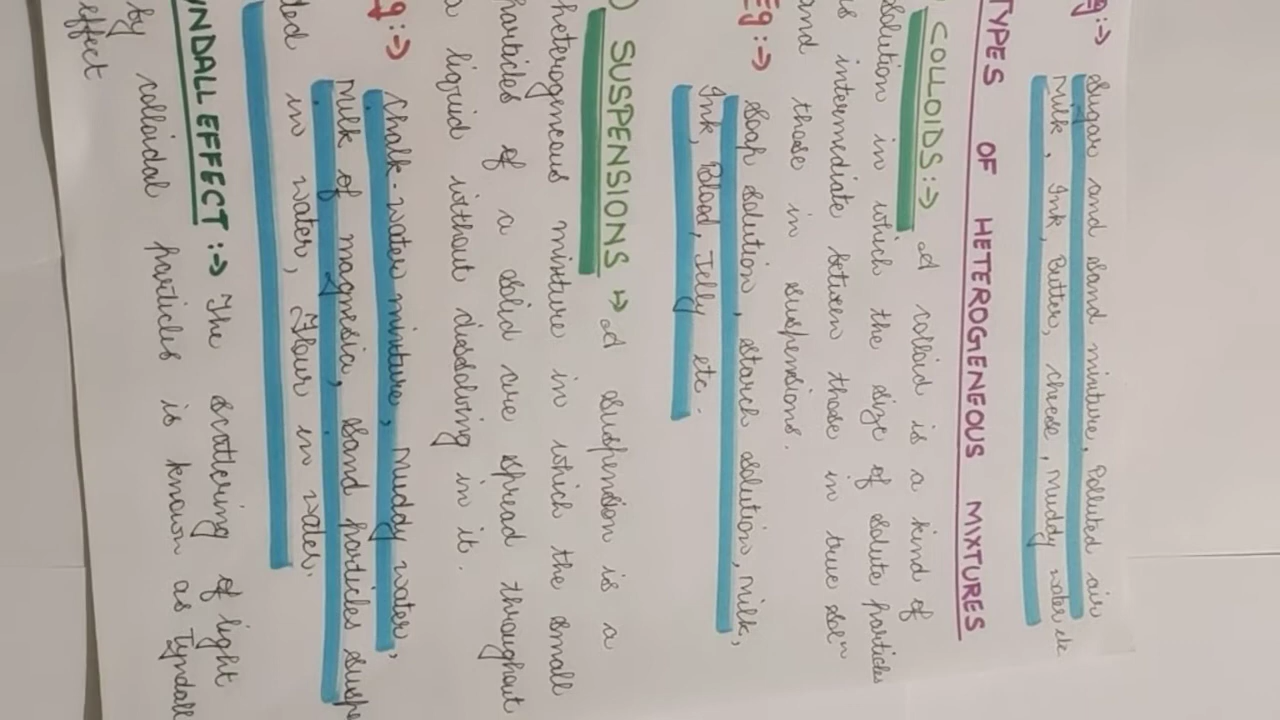 g :→ Sugar and sand mixture, Polluted air
Milk, Ink, Butter, cheese, Muddy water etc
TYPES OF HETEROGENEOUS MIXTURES
COLLOIDS :→ A colloid is a kind of
solution in which the size of solute particles
is intermediate between those in true soln
and those in suspensions.
Eg :→ Soap solution, starch solution, milk,
Ink, Blood, Jelly etc.
) SUSPENSIONS → A suspension is a
heterogneous mixture in which the small
particles of a solid are spread throughout
a liquid without dissolving in it.
g :→ Chalk-water mixture, Muddy water,
Milk of magnesia, Sand particles suspe
ted in water, Flour in water.
YNDALL EFFECT :→ The scattering of light
by colloidal particles is known as Tyndall
effect